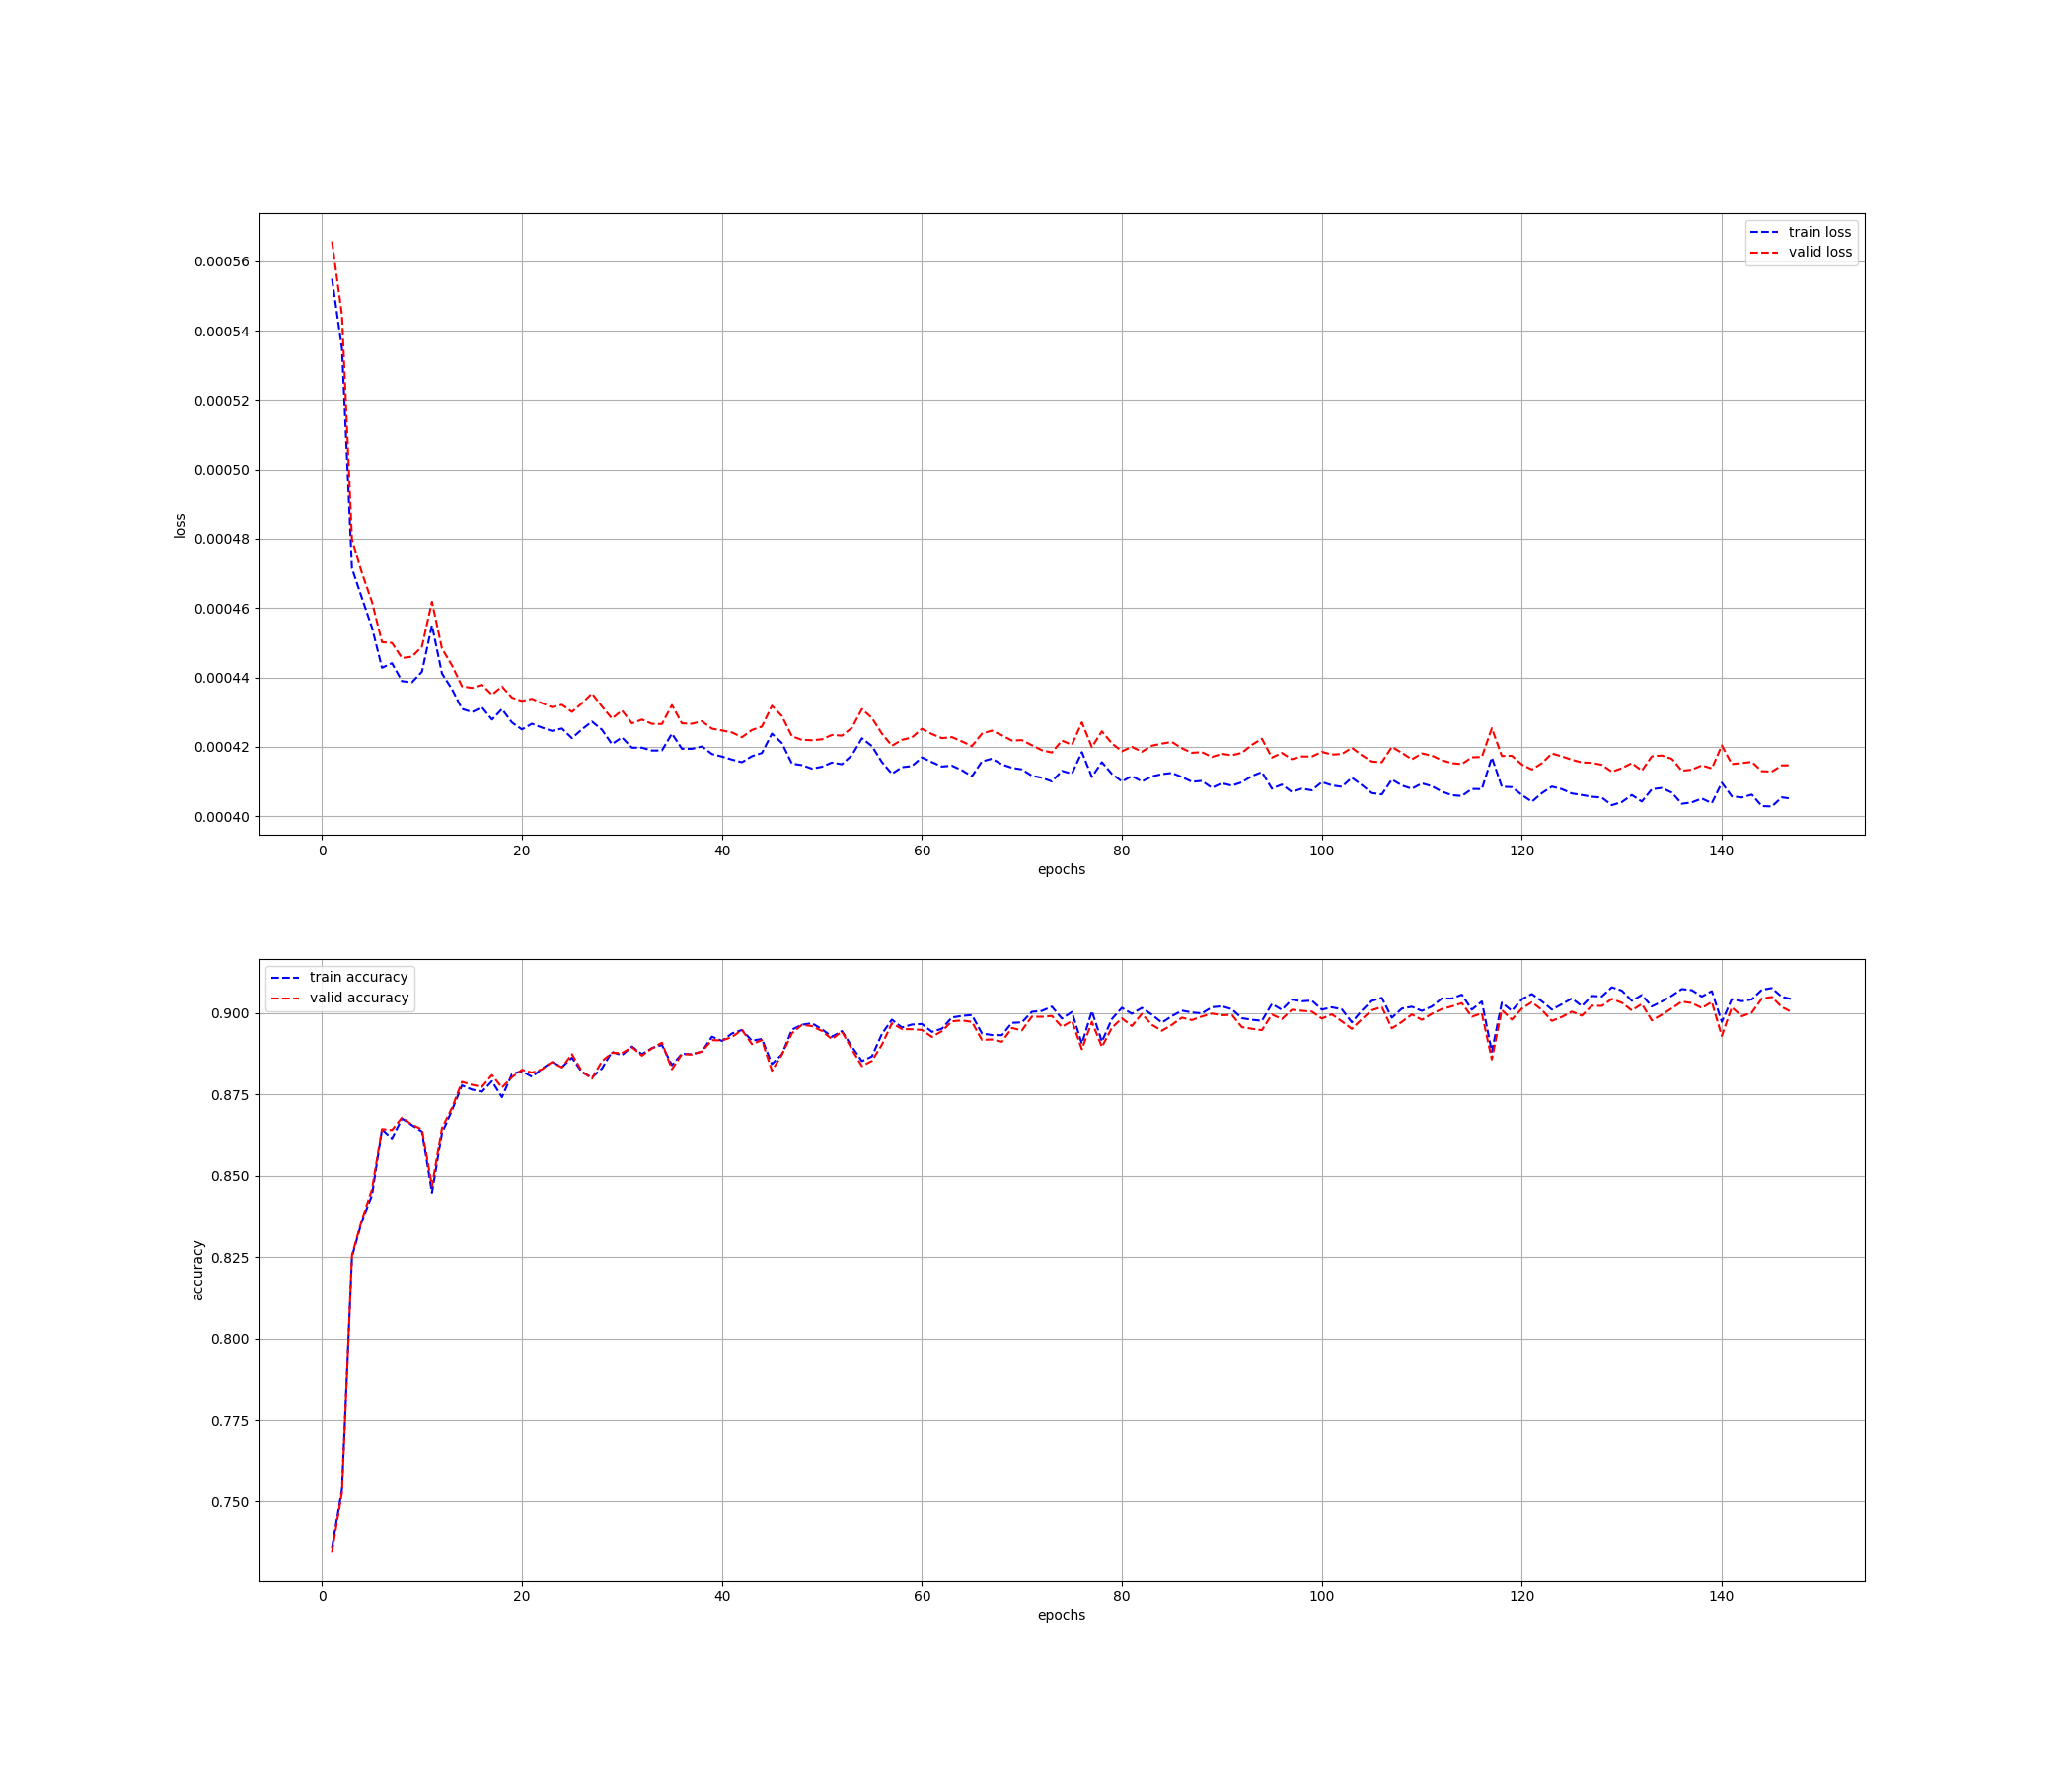 train loss
valid loss
0.00056
0.00054
0.00052
0.00050
0.00048
0.00046
0.00044
0.00042
0.00040
loss
0 20 40 60 80 100 120 140
epochs
train accuracy
valid accuracy
0.900
0.875
0.850
0.825
0.800
0.775
0.750
accuracy
0 20 40 60 80 100 120 140
epochs